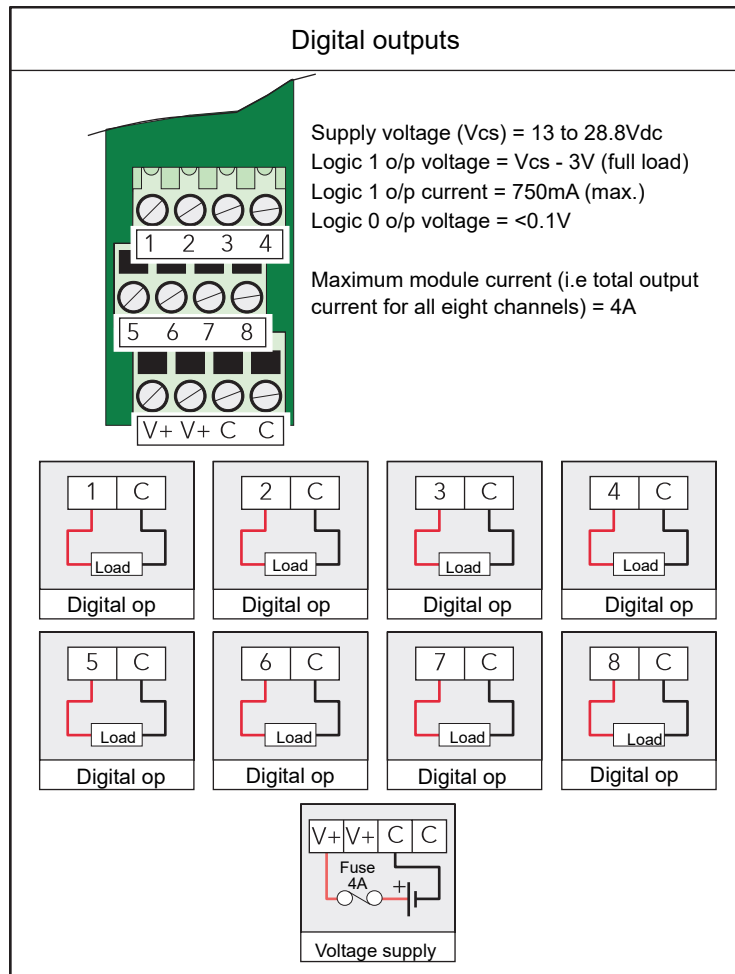 Digital outputs
Supply voltage (Vcs) = 13 to 28.8Vdc
Logic 1 o/p voltage = Vcs - 3V (full load)
Logic 1 o/p current = 750mA (max.)
Logic 0 o/p voltage = <0.1V
Maximum module current (i.e total output
current for all eight channels) = 4A
1 2 3 4
5 6 7 8
V+ V+ C C
1 C
Load
Digital op
2 C
Load
Digital op
3 C
Load
Digital op
4 C
Load
Digital op
5 C
Load
Digital op
6 C
Load
Digital op
7 C
Load
Digital op
8 C
Load
Digital op
V+ V+ C C
Fuse
4A
+
Voltage supply